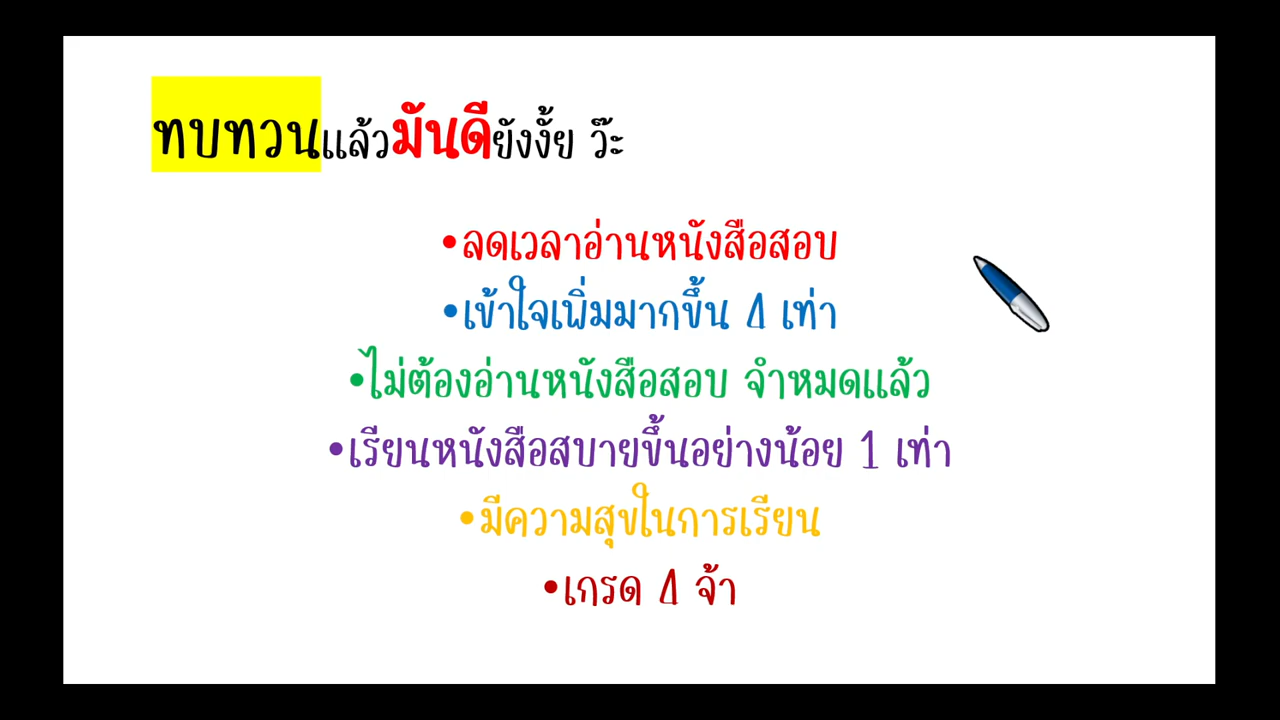 ทบทวนแล้วมันดียังงั้ย ว๊ะ
•ลดเวลาอ่านหนังสือสอบ
•เข้าใจเพิ่มมากขึ้น 4 เท่า
•ไม่ต้องอ่านหนังสือสอบ จำหมดแล้ว
•เรียนหนังสือสบายขึ้นอย่างน้อย 1 เท่า
•มีความสุขในการเรียน
•เกรด 4 จ้า